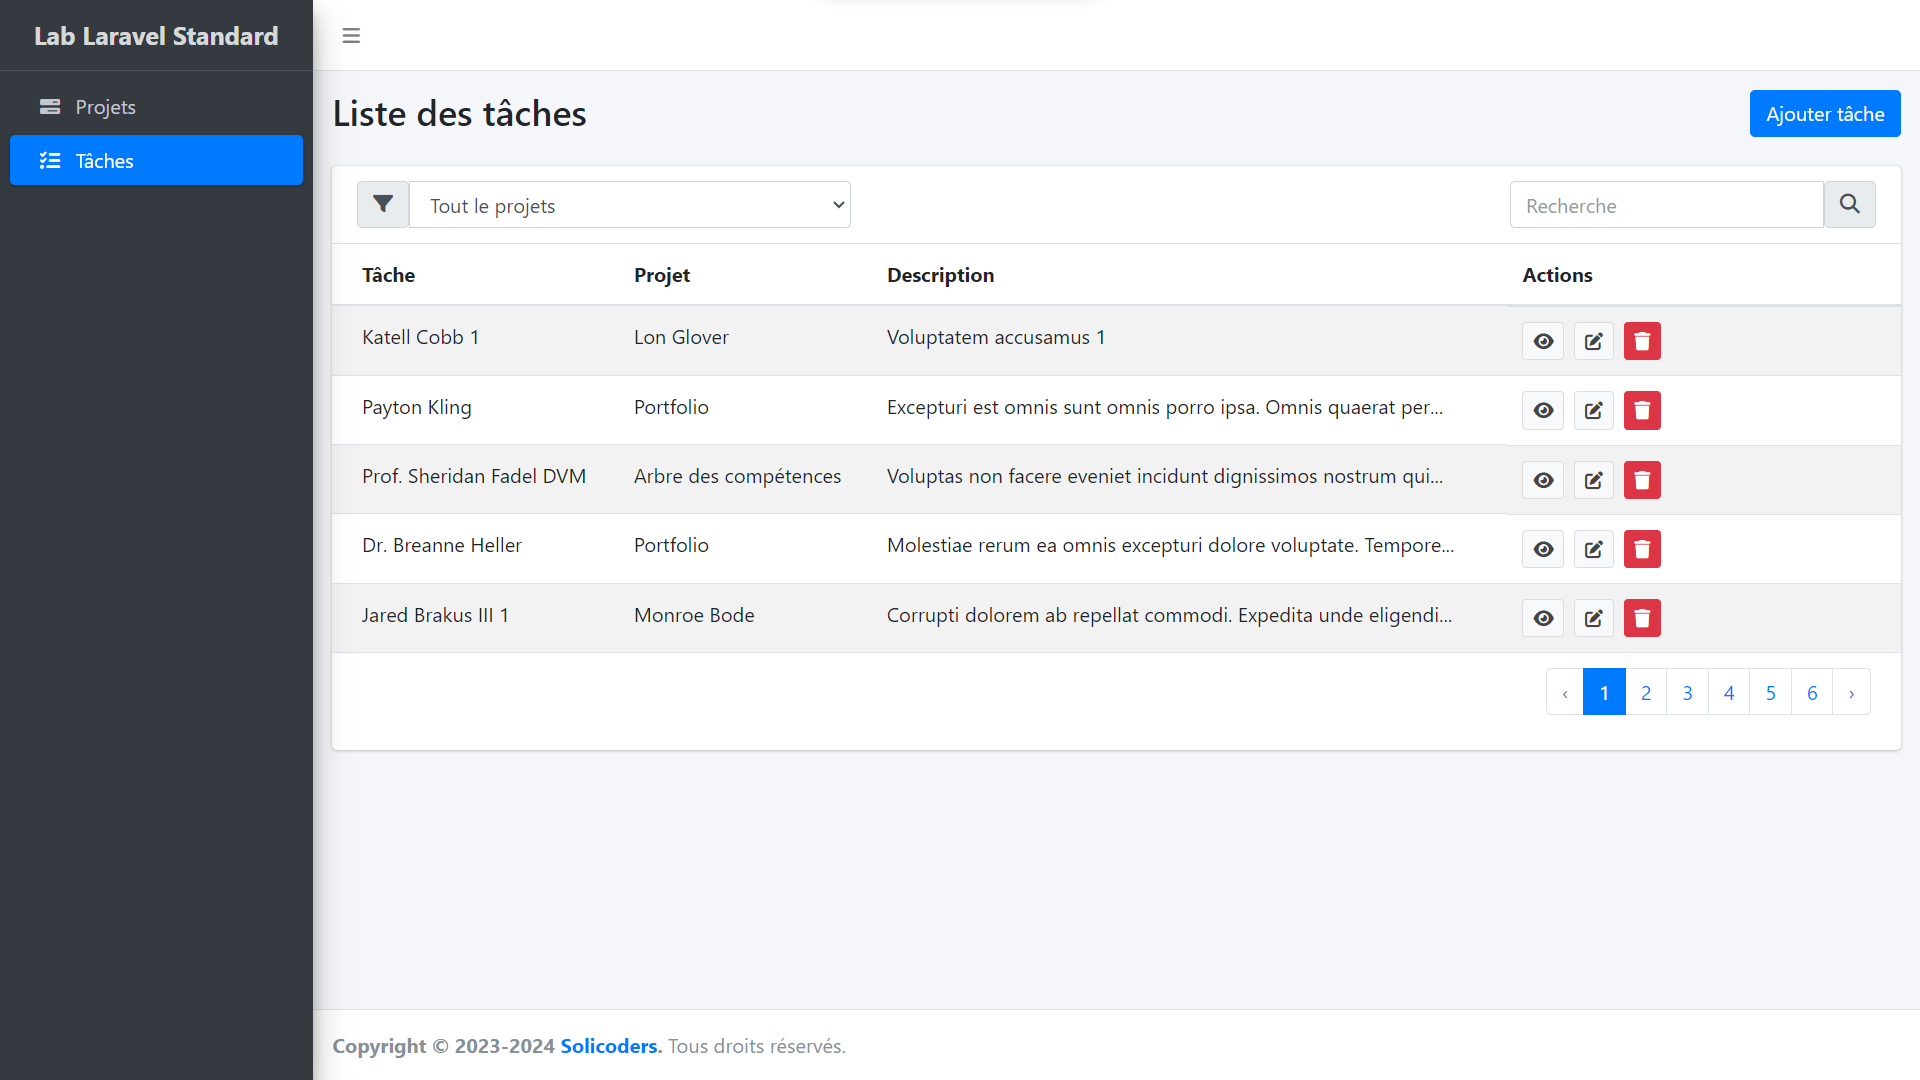 Lab Laravel Standard
Projets
Tâches
Liste des tâches
Ajouter tâche
Tout le projets
Recherche
Tâche Projet Description Actions
Katell Cobb 1 Lon Glover Voluptatem accusamus 1
Payton Kling Portfolio Excepturi est omnis sunt omnis porro ipsa. Omnis quaerat per...
Prof. Sheridan Fadel DVM Arbre des compétences Voluptas non facere eveniet incidunt dignissimos nostrum qui...
Dr. Breanne Heller Portfolio Molestiae rerum ea omnis excepturi dolore voluptate. Tempore...
Jared Brakus III 1 Monroe Bode Corrupti dolorem ab repellat commodi. Expedita unde eligendi...
‹ 1 2 3 4 5 6 ›
Copyright © 2023-2024 Solicoders. Tous droits réservés.